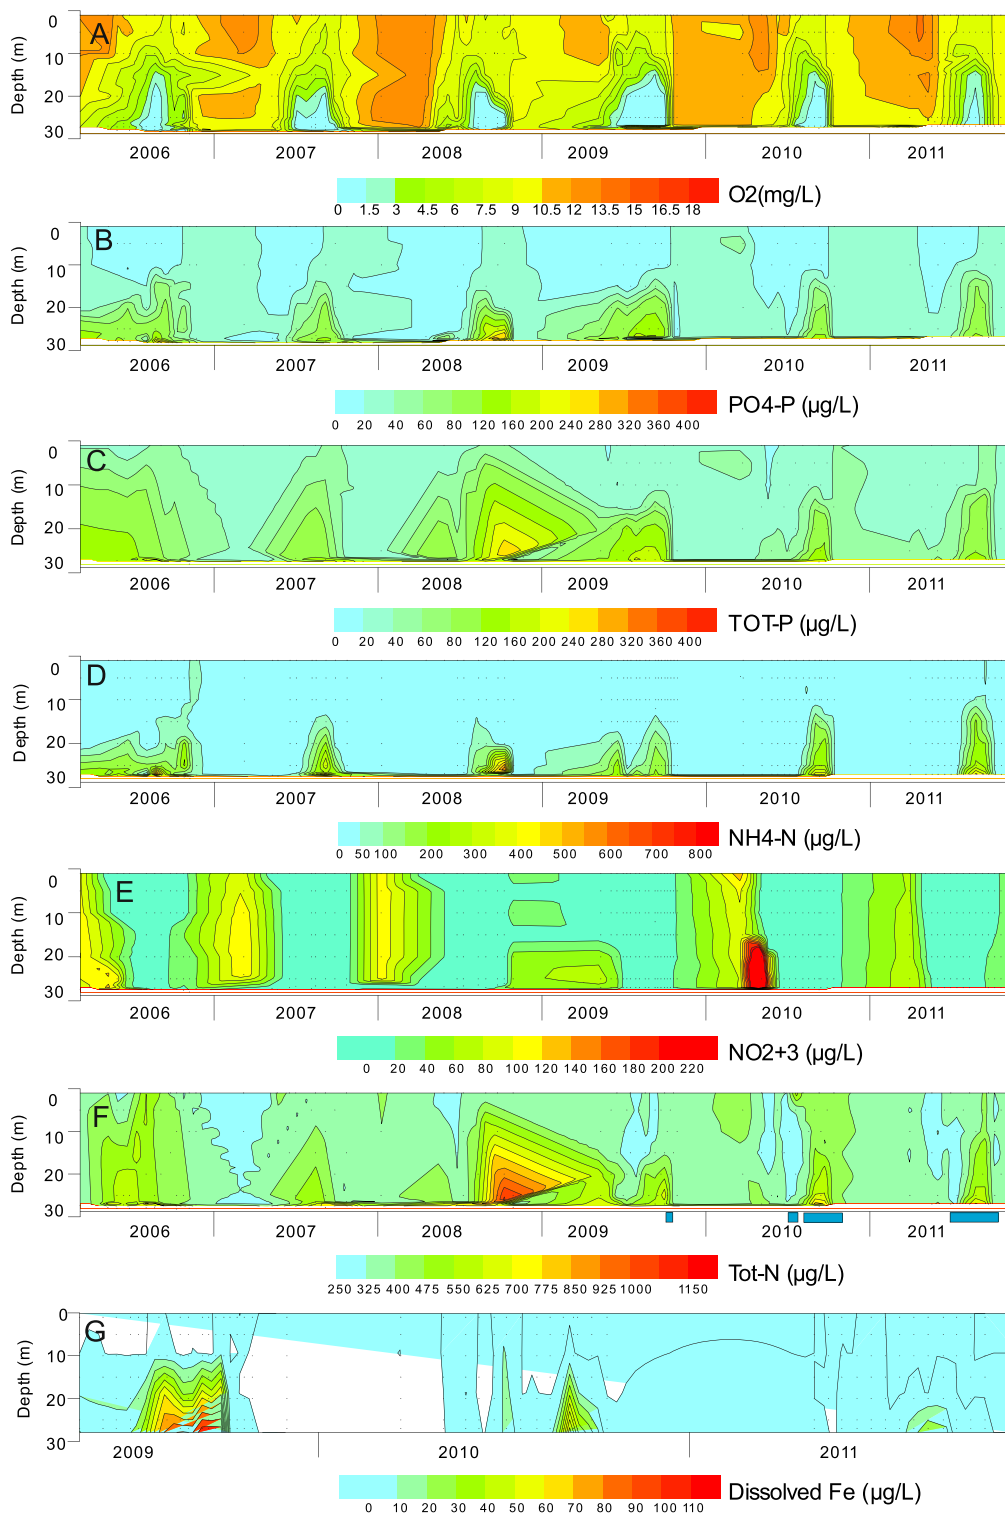 A
Depth (m)
0
10
20
30
2006 2007 2008 2009 2010 2011
0 1.5 3 4.5 6 7.5 9 10.5 12 13.5 15 16.5 18
O2(mg/L)
B
Depth (m)
0
10
20
30
2006 2007 2008 2009 2010 2011
0 20 40 60 80 120 160 200 240 280 320 360 400
PO4-P (µg/L)
C
Depth (m)
0
10
20
30
2006 2007 2008 2009 2010 2011
0 20 40 60 80 120 160 200 240 280 320 360 400
TOT-P (µg/L)
D
Depth (m)
0
10
20
30
2006 2007 2008 2009 2010 2011
0 50 100 200 300 400 500 600 700 800
NH4-N (µg/L)
E
Depth (m)
0
10
20
30
2006 2007 2008 2009 2010 2011
0 20 40 60 80 100 120 140 160 180 200 220
NO2+3 (µg/L)
F
Depth (m)
0
10
20
30
2006 2007 2008 2009 2010 2011
250 325 400 475 550 625 700 775 850 925 1000 1150
Tot-N (µg/L)
G
Depth (m)
0
10
20
30
2009 2010 2011
0 10 20 30 40 50 60 70 80 90 100 110
Dissolved Fe (µg/L)